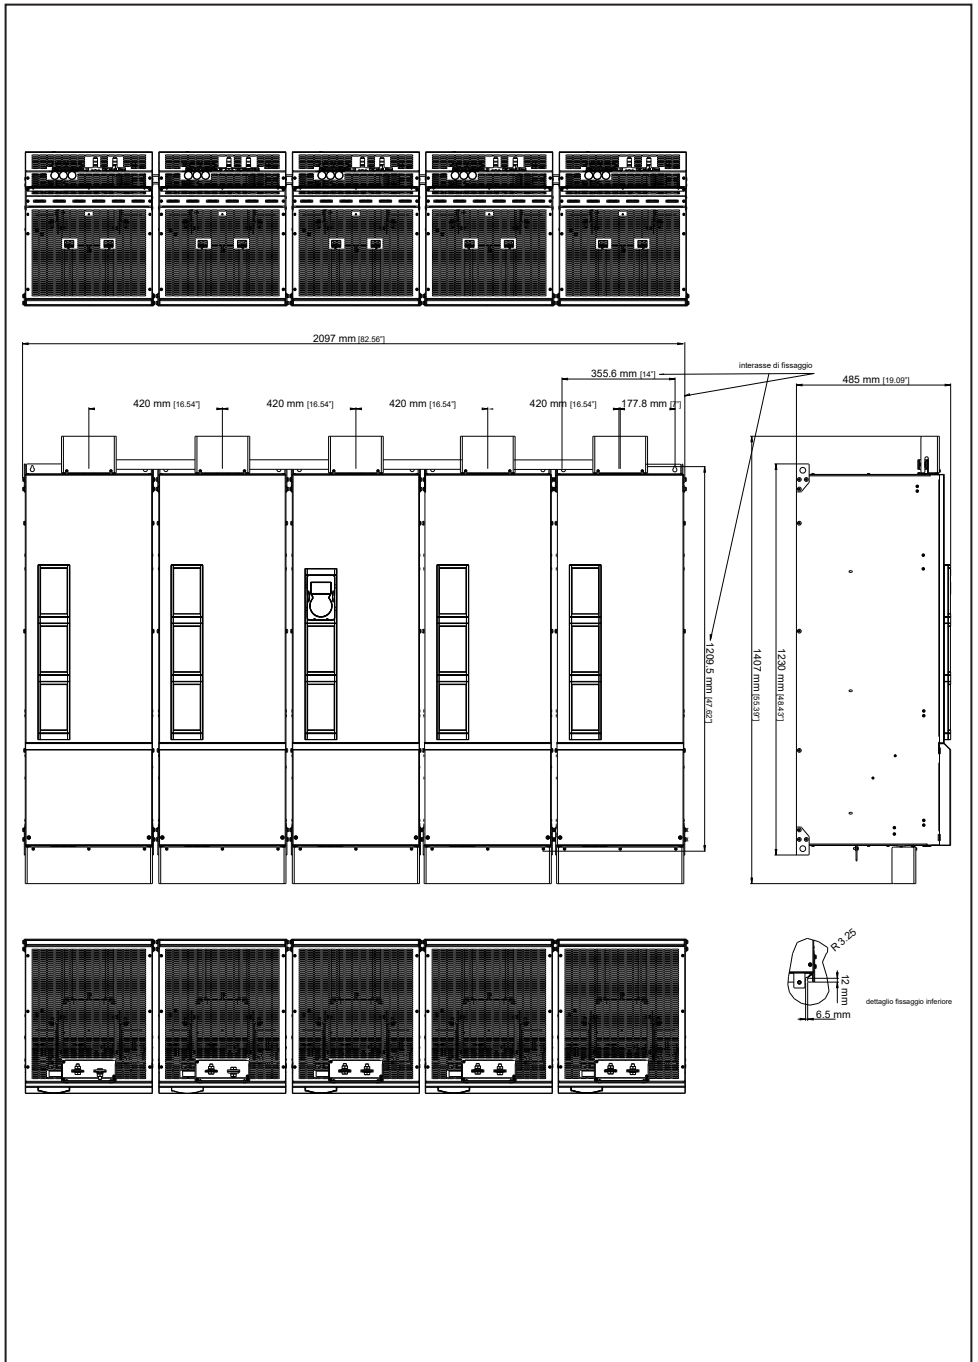 2097 mm [82.56"]
interasse di fissaggio
355.6 mm [14"]
485 mm [19.09"]
420 mm [16.54"]
420 mm [16.54"]
420 mm [16.54"]
420 mm [16.54"]
177.8 mm [7"]
1209.5 mm [47.62"]
1407 mm [55.39"]
1230 mm [48.43"]
R 3.25
12 mm
dettaglio fissaggio inferiore
6.5 mm